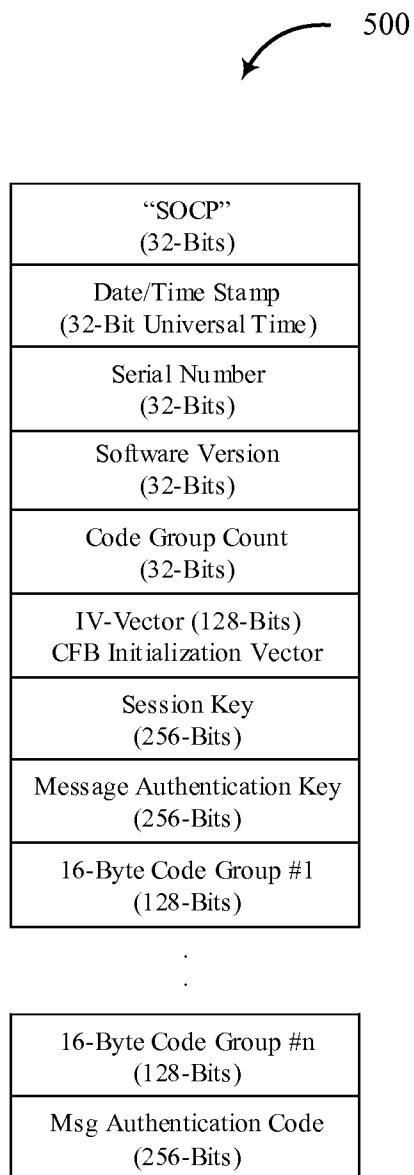 500
“SOCP”
(32-Bits)
Date/Time Stamp
(32-Bit Universal Time)
Serial Number
(32-Bits)
Software Version
(32-Bits)
Code Group Count
(32-Bits)
IV-Vector (128-Bits)
CFB Initialization Vector
Session Key
(256-Bits)
Message Authentication Key
(256-Bits)
16-Byte Code Group #1
(128-Bits)
.
.
16-Byte Code Group #n
(128-Bits)
Msg Authentication Code
(256-Bits)